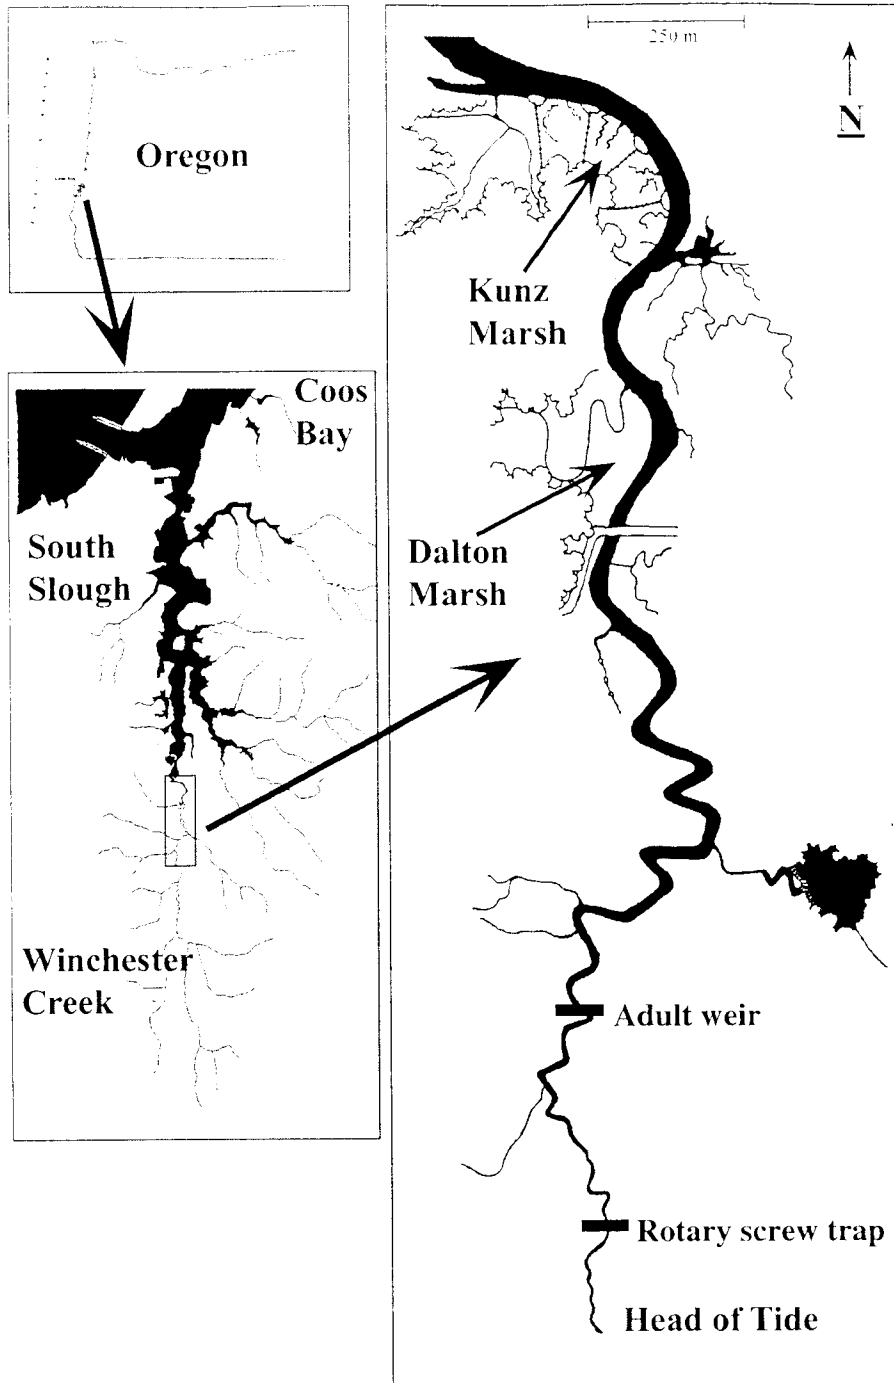 Oregon
Coos
Bay
South
Slough
Winchester
Creek
250 m
N
Kunz
Marsh
Dalton
Marsh
Adult weir
Rotary screw trap
Head of Tide